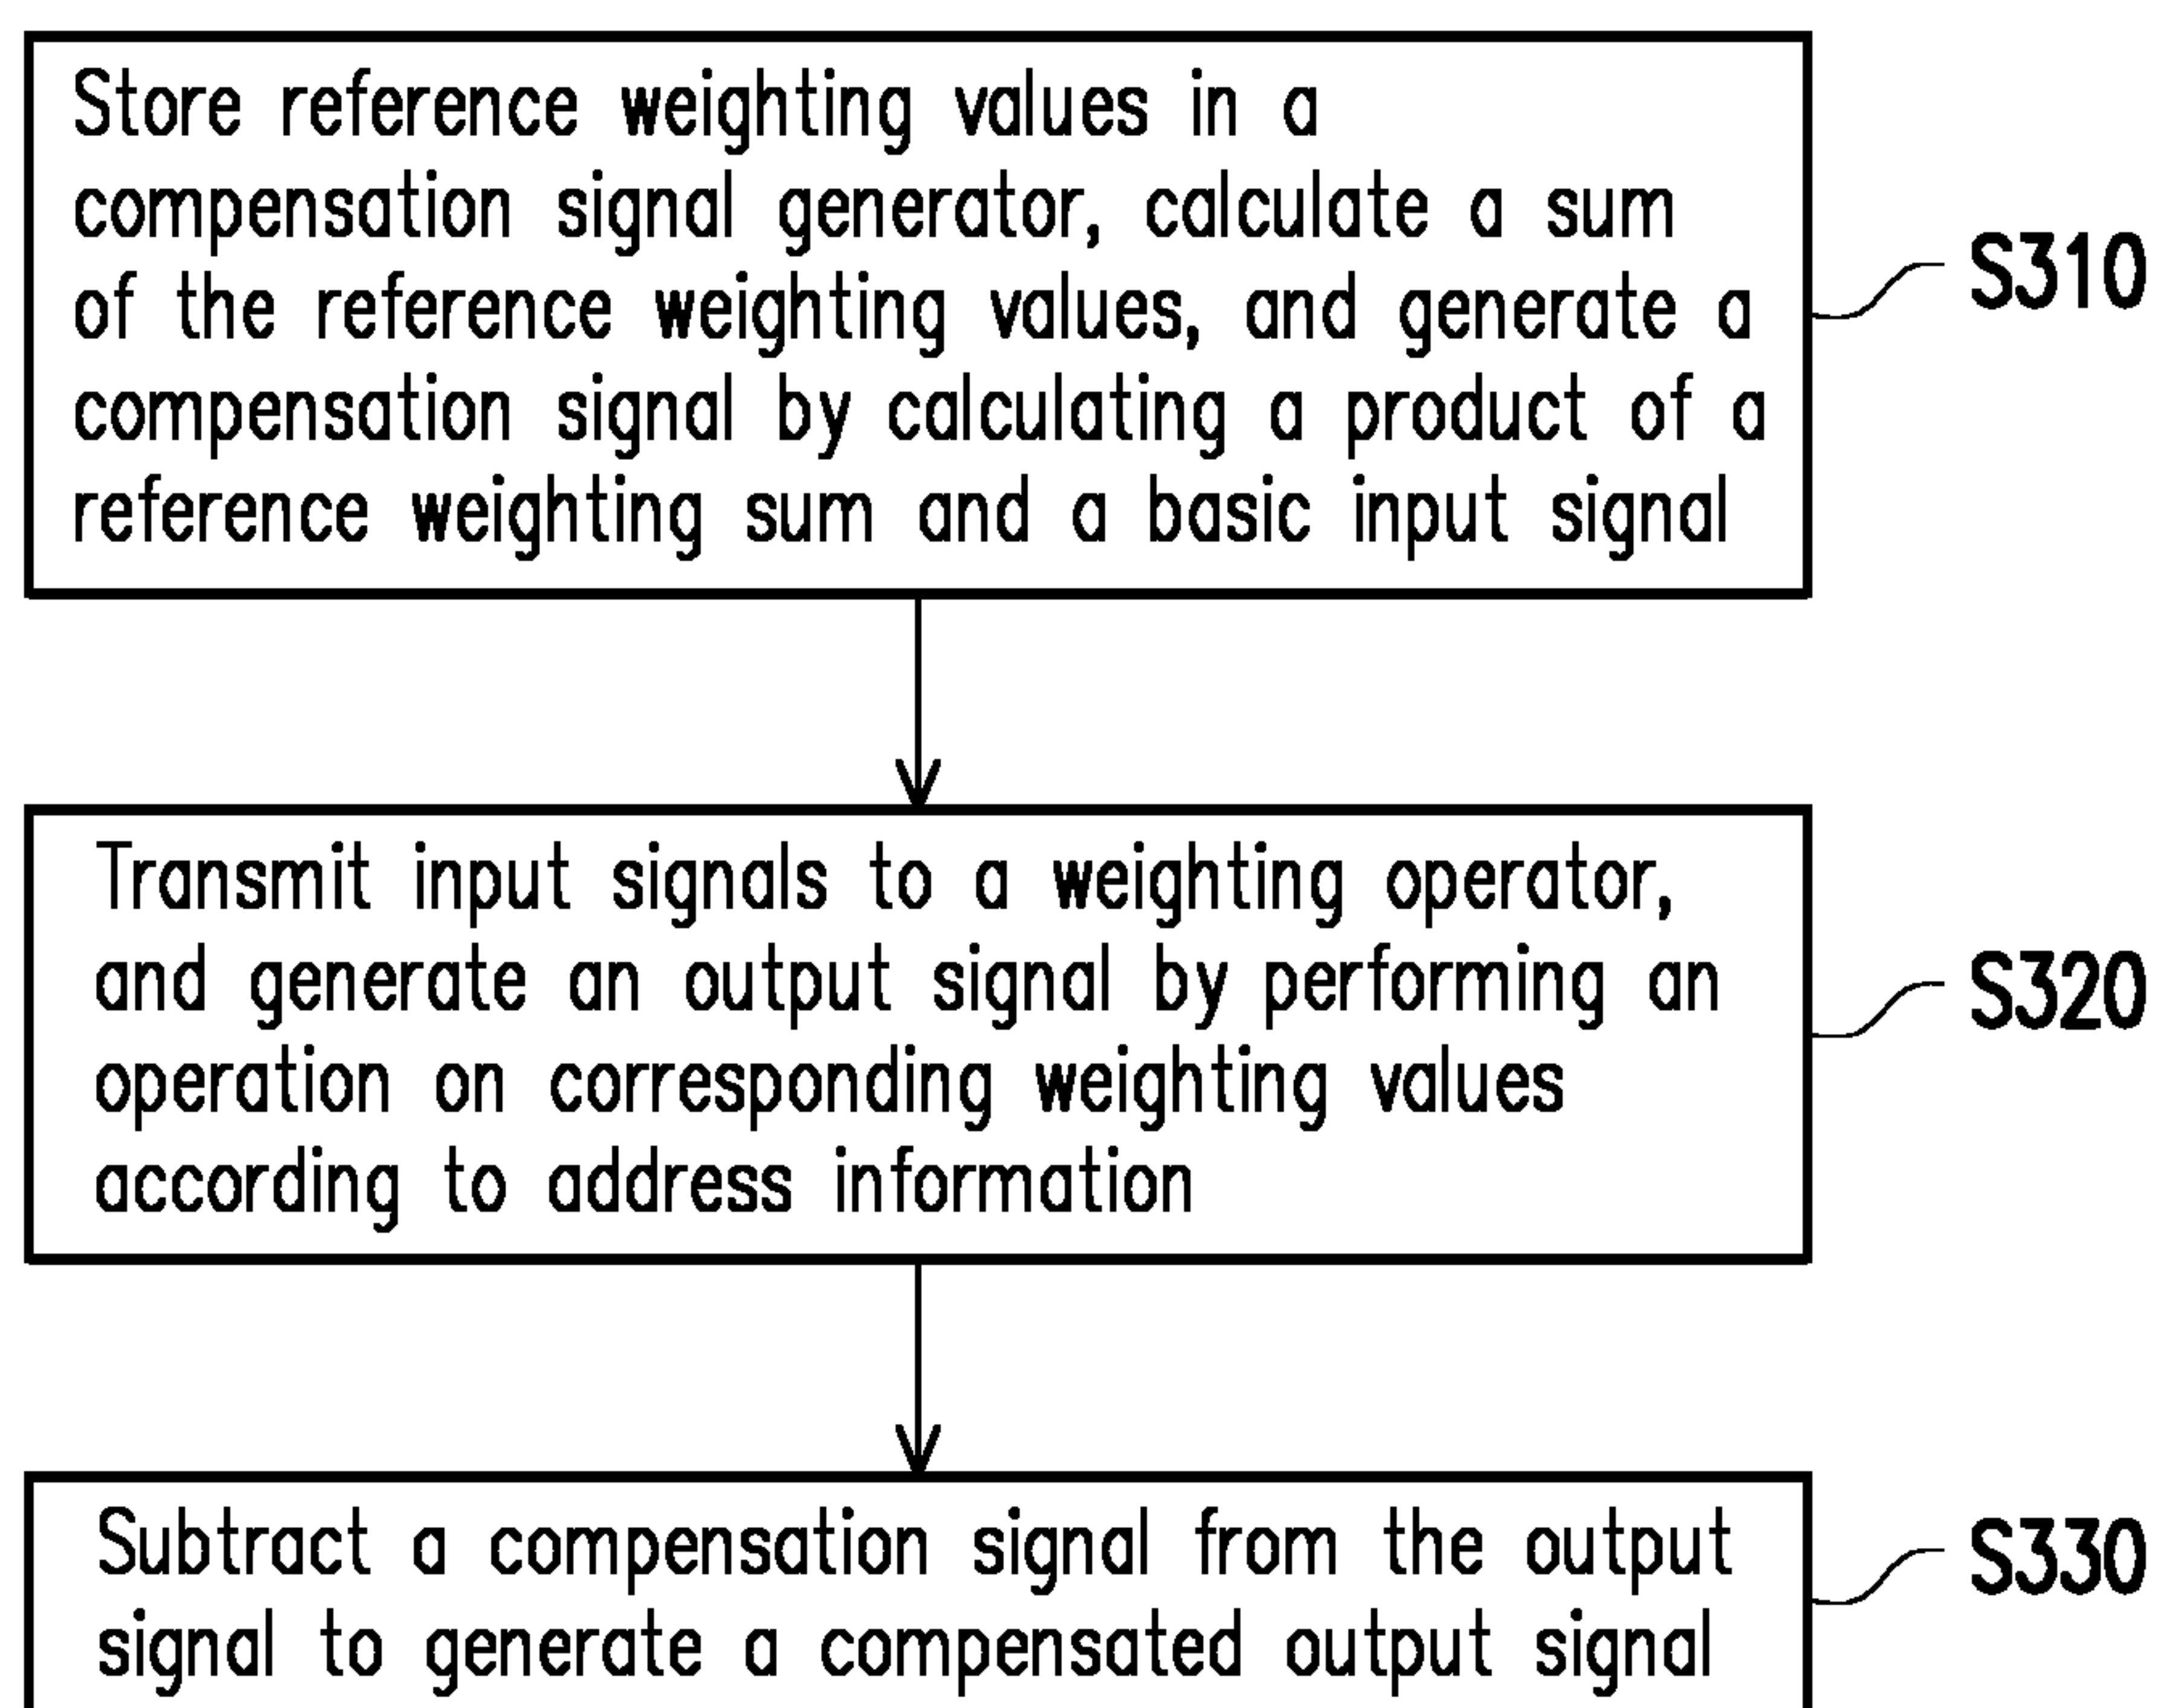 Store reference weighting values in a
compensation signal generator, calculate a sum
of the reference weighting values, and generate a
compensation signal by calculating a product of a
reference weighting sum and a basic input signal
S310
Transmit input signals to a weighting operator,
and generate an output signal by performing an
operation on corresponding weighting values
according to address information
S320
Subtract a compensation signal from the output
signal to generate a compensated output signal
S330